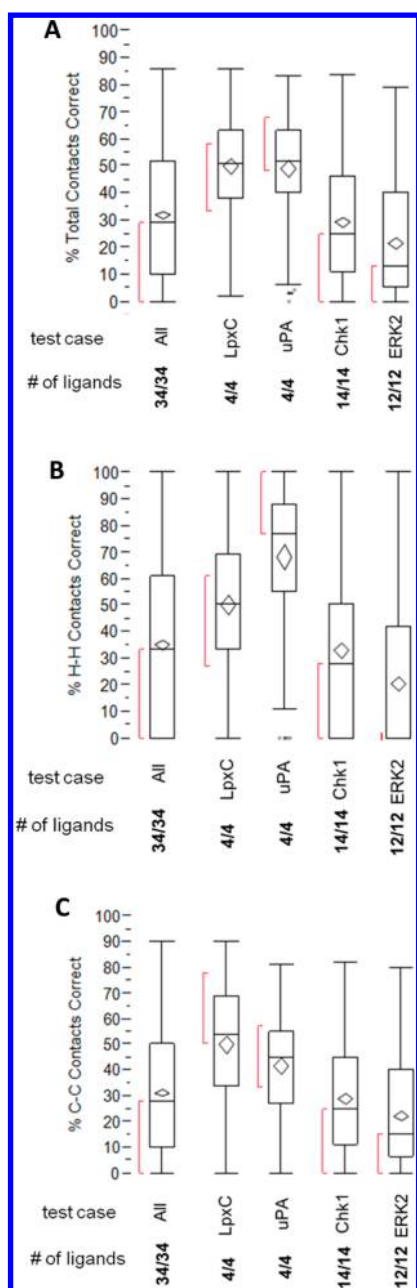 A
% Total Contacts Correct
100
90
80
70
60
50
40
30
20
10
0
test case All LpxC uPA Chk1 ERK2
# of ligands 34/34 4/4 4/4 14/14 12/12
B
% H-H Contacts Correct
100
90
80
70
60
50
40
30
20
10
0
test case All LpxC uPA Chk1 ERK2
# of ligands 34/34 4/4 4/4 14/14 12/12
C
% C-C Contacts Correct
100
90
80
70
60
50
40
30
20
10
0
test case All LpxC uPA Chk1 ERK2
# of ligands 34/34 4/4 4/4 14/14 12/12